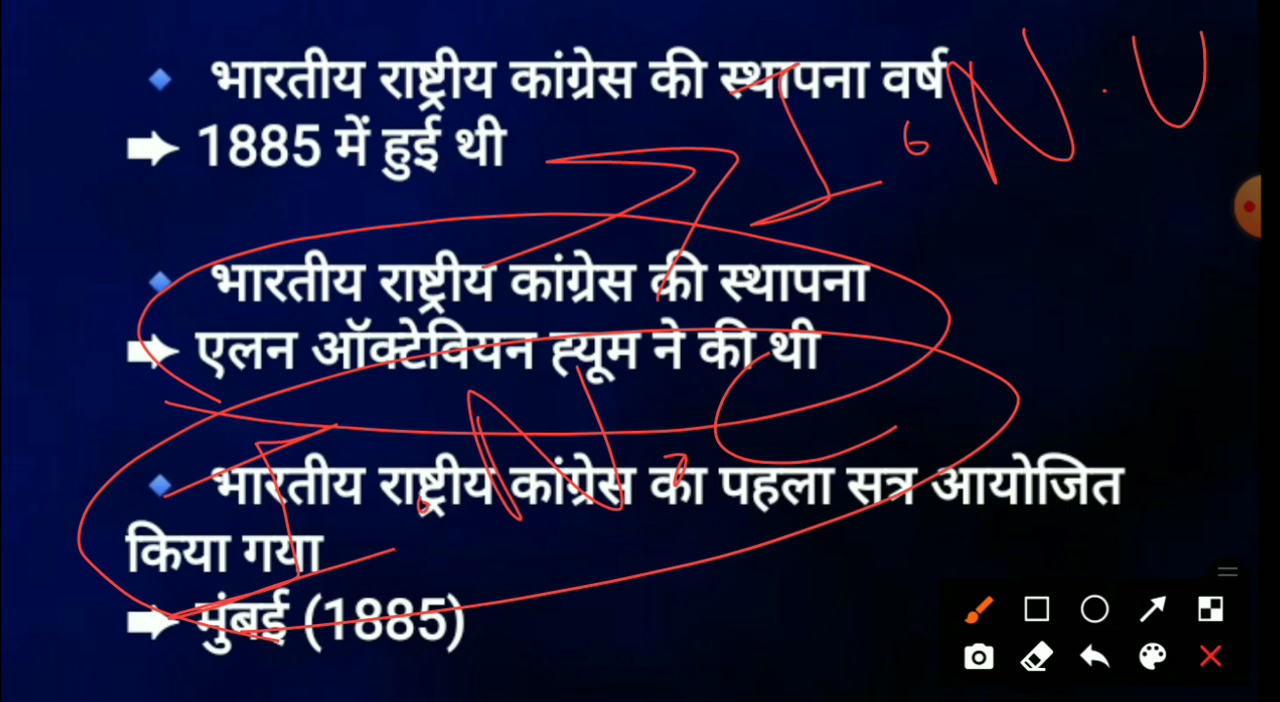 भारतीय राष्ट्रीय कांग्रेस की स्थापना वर्ष
1885 में हुई थी
I.N.U
भारतीय राष्ट्रीय कांग्रेस की स्थापना
एलन ऑक्टेवियन ह्यूम ने की थी
I.N.C
भारतीय राष्ट्रीय कांग्रेस का पहला सत्र आयोजित
किया गया
मुंबई (1885)